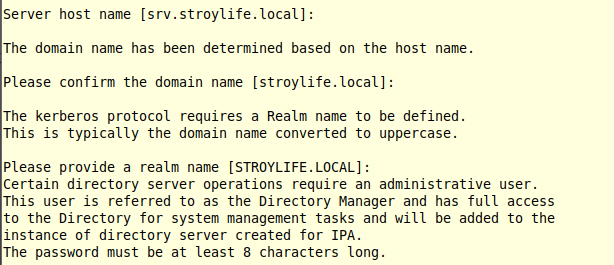 Server host name [srv.stroylife.local]:
The domain name has been determined based on the host name.
Please confirm the domain name [stroylife.local]:
The kerberos protocol requires a Realm name to be defined.
This is typically the domain name converted to uppercase.
Please provide a realm name [STROYLIFE.LOCAL]:
Certain directory server operations require an administrative user.
This user is referred to as the Directory Manager and has full access
to the Directory for system management tasks and will be added to the
instance of directory server created for IPA.
The password must be at least 8 characters long.